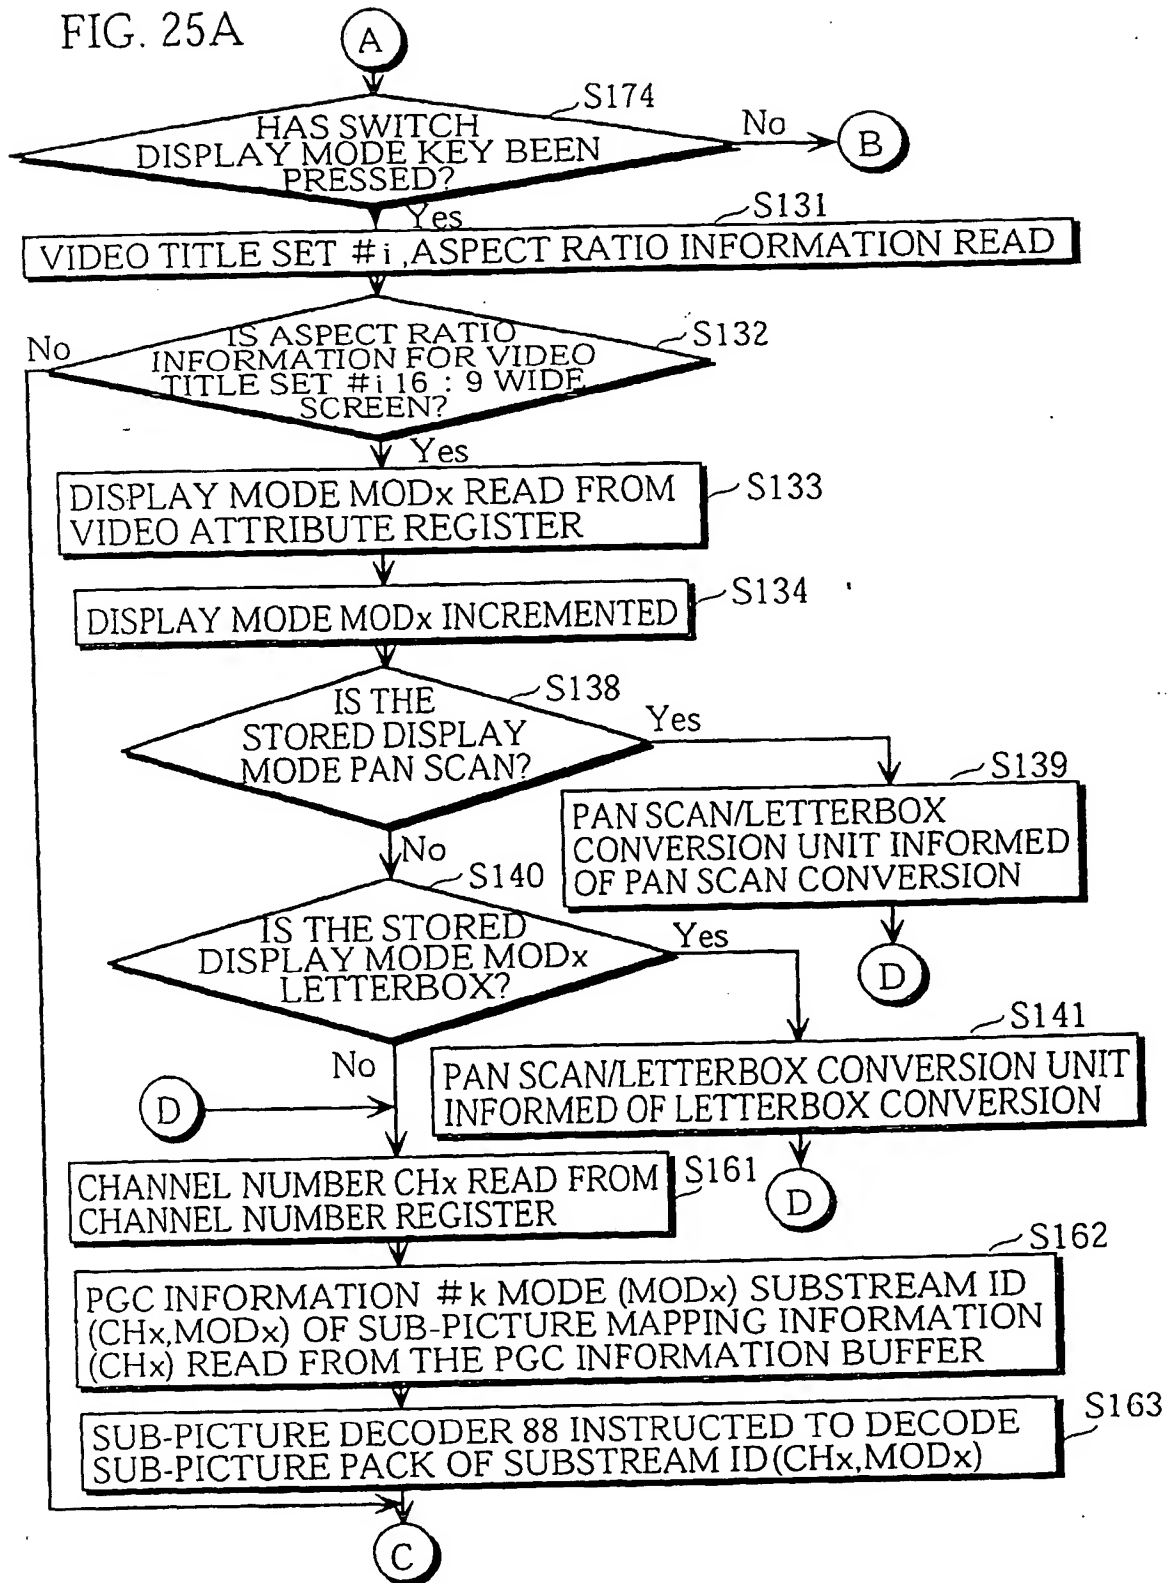 FIG. 25A
A
S174
HAS SWITCH
DISPLAY MODE KEY BEEN
PRESSED?
No
B
Yes
S131
VIDEO TITLE SET #i, ASPECT RATIO INFORMATION READ
S132
No
IS ASPECT RATIO
INFORMATION FOR VIDEO
TITLE SET #i 16 : 9 WIDE
SCREEN?
Yes
DISPLAY MODE MODx READ FROM
VIDEO ATTRIBUTE REGISTER
S133
DISPLAY MODE MODx INCREMENTED
S134
S138
IS THE
STORED DISPLAY
MODE PAN SCAN?
Yes
S139
PAN SCAN/LETTERBOX
CONVERSION UNIT INFORMED
OF PAN SCAN CONVERSION
No
D
S140
IS THE STORED
DISPLAY MODE MODx
LETTERBOX?
Yes
S141
PAN SCAN/LETTERBOX CONVERSION UNIT
INFORMED OF LETTERBOX CONVERSION
No
D
D
CHANNEL NUMBER CHx READ FROM
CHANNEL NUMBER REGISTER
S161
S162
PGC INFORMATION #k MODE (MODx) SUBSTREAM ID
(CHx,MODx) OF SUB-PICTURE MAPPING INFORMATION
(CHx) READ FROM THE PGC INFORMATION BUFFER
S163
SUB-PICTURE DECODER 88 INSTRUCTED TO DECODE
SUB-PICTURE PACK OF SUBSTREAM ID(CHx,MODx)
C